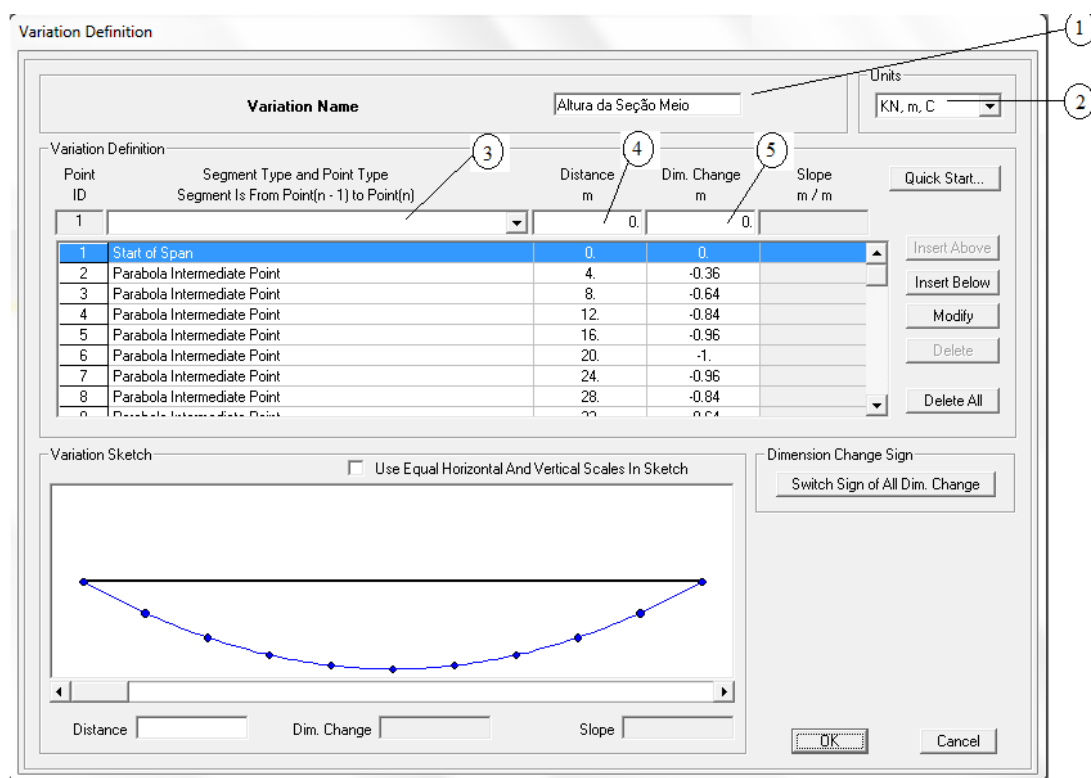 Variation Definition
1
Variation Name
Altura da Seção Meio
Units
KN, m, C
2
Variation Definition
3
4
5
Point
ID
Segment Type and Point Type
Segment Is From Point(n - 1) to Point(n)
Distance
m
Dim. Change
m
Slope
m / m
Quick Start...
1 0. 0.
1 Start of Span 0. 0.
2 Parabola Intermediate Point 4. -0.36
3 Parabola Intermediate Point 8. -0.64
4 Parabola Intermediate Point 12. -0.84
5 Parabola Intermediate Point 16. -0.96
6 Parabola Intermediate Point 20. -1.
7 Parabola Intermediate Point 24. -0.96
8 Parabola Intermediate Point 28. -0.84
Insert Above
Insert Below
Modify
Delete
Delete All
Variation Sketch
Use Equal Horizontal And Vertical Scales In Sketch
Dimension Change Sign
Switch Sign of All Dim. Change
Distance
Dim. Change
Slope
OK
Cancel